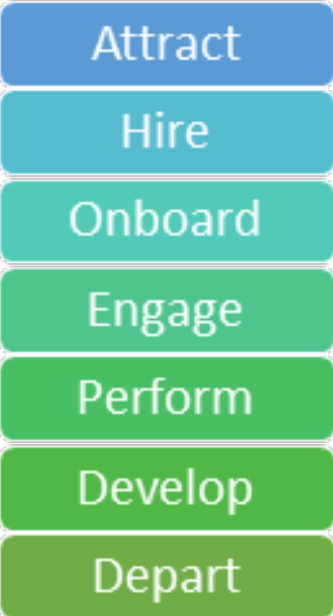 Attract
Hire
Onboard
Engage
Perform
Develop
Depart